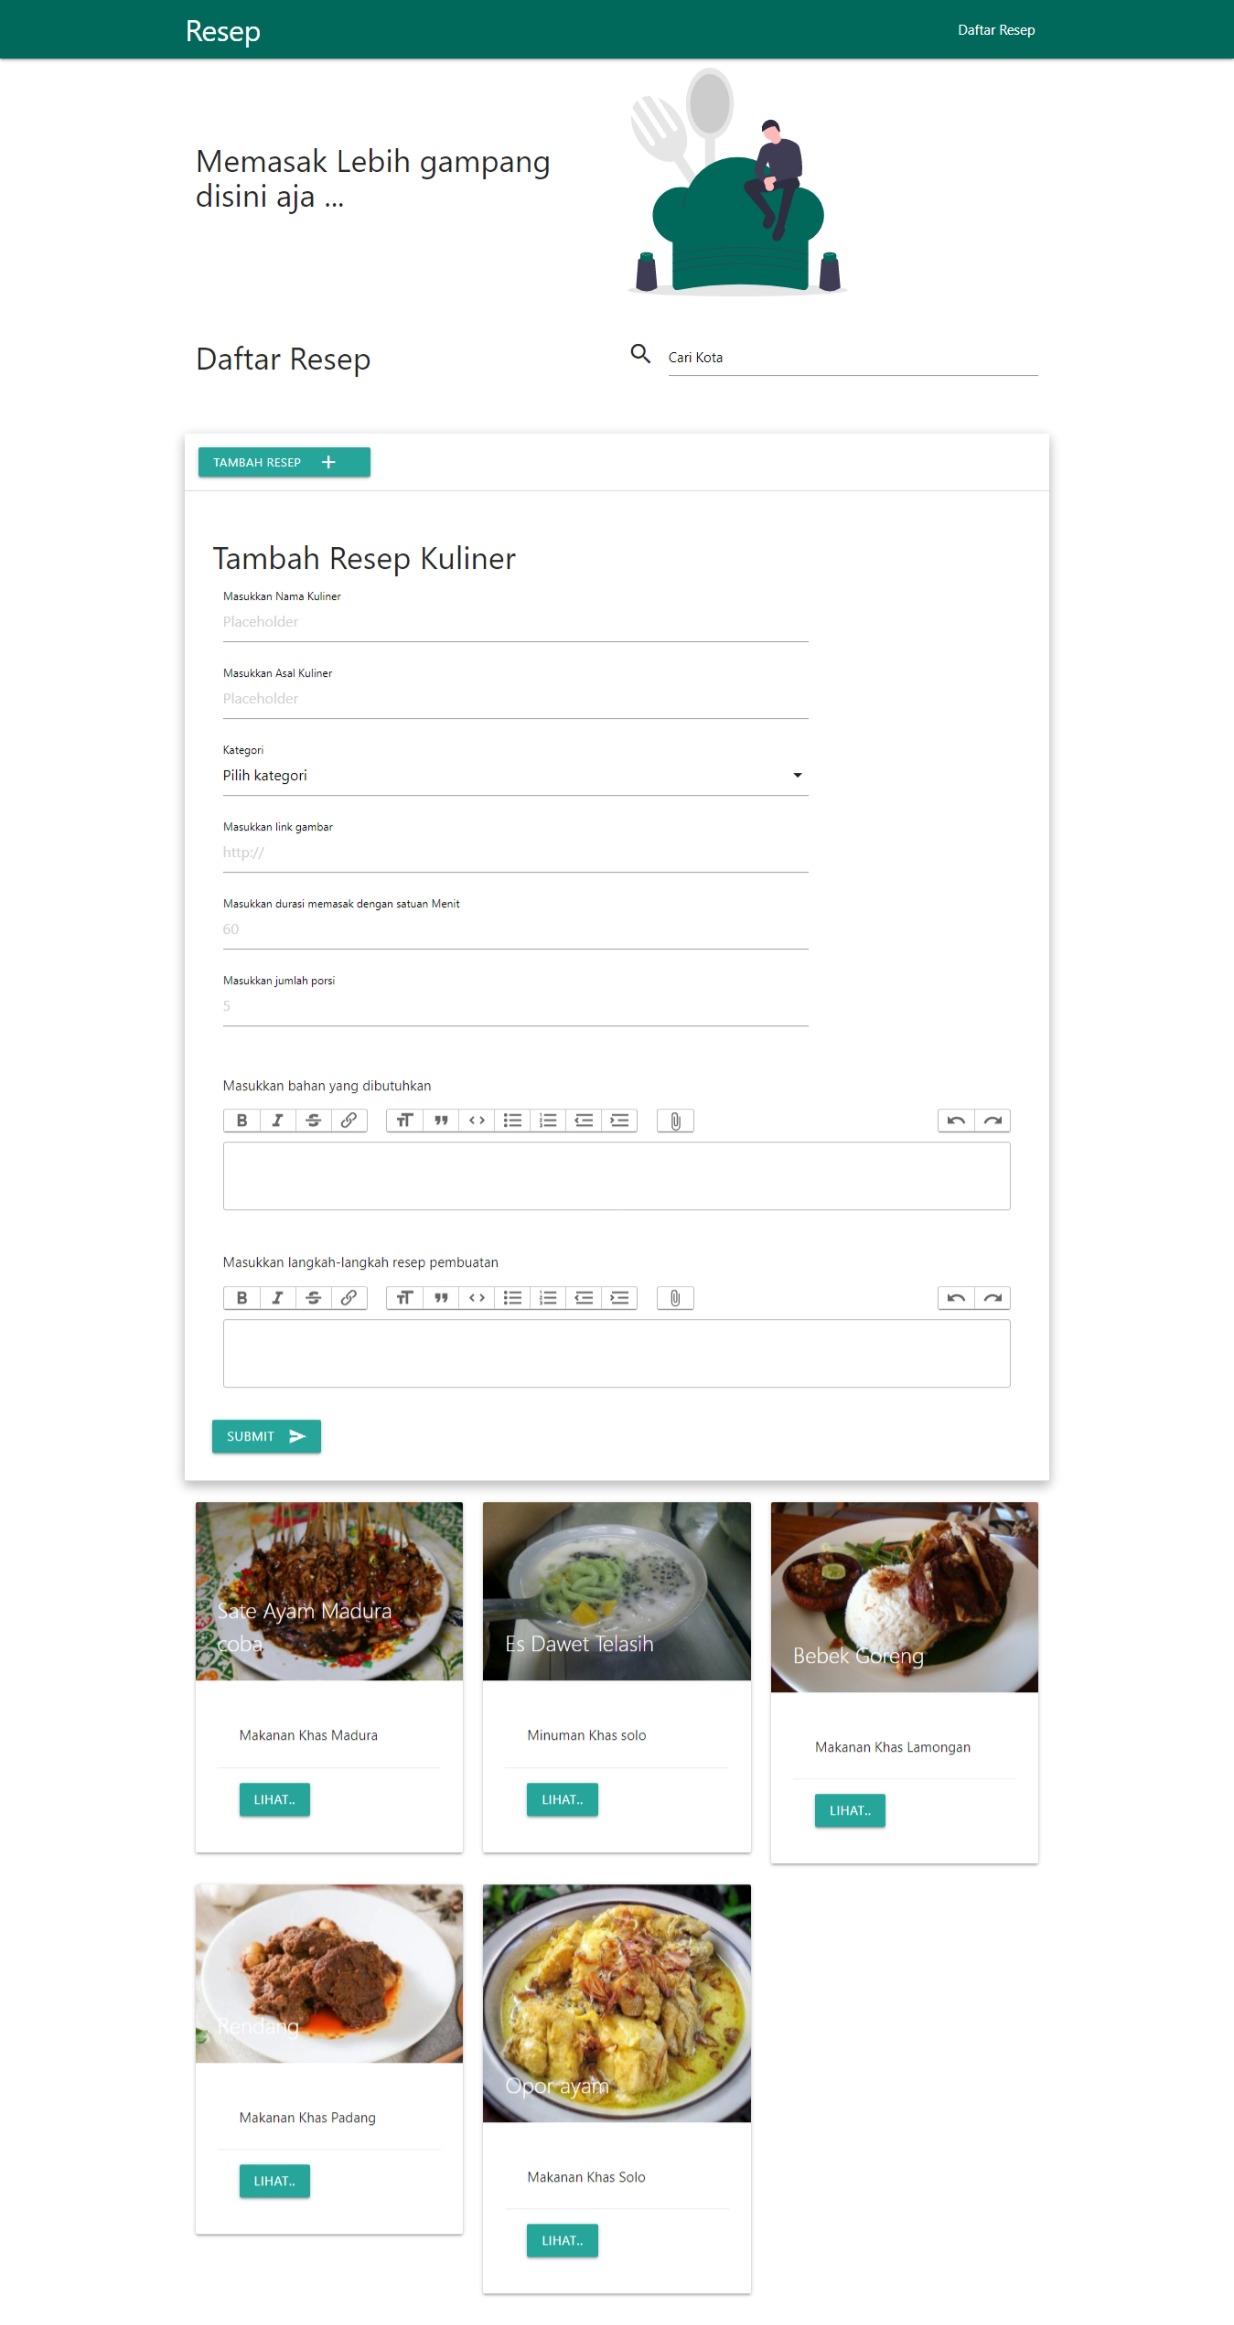 Resep
Daftar Resep
Memasak Lebih gampang
disini aja ...
Daftar Resep
Cari Kota
TAMBAH RESEP
Tambah Resep Kuliner
Masukkan Nama Kuliner
Placeholder
Masukkan Asal Kuliner
Placeholder
Kategori
Pilih kategori
Masukkan link gambar
http://
Masukkan durasi memasak dengan satuan Menit
60
Masukkan jumlah porsi
5
Masukkan bahan yang dibutuhkan
Masukkan langkah-langkah resep pembuatan
SUBMIT
Sate Ayam Madura
coba
Makanan Khas Madura
LIHAT..
Es Dawet Telasih
Minuman Khas solo
LIHAT..
Bebek Goreng
Makanan Khas Lamongan
LIHAT..
Rendang
Makanan Khas Padang
LIHAT..
Opor ayam
Makanan Khas Solo
LIHAT..